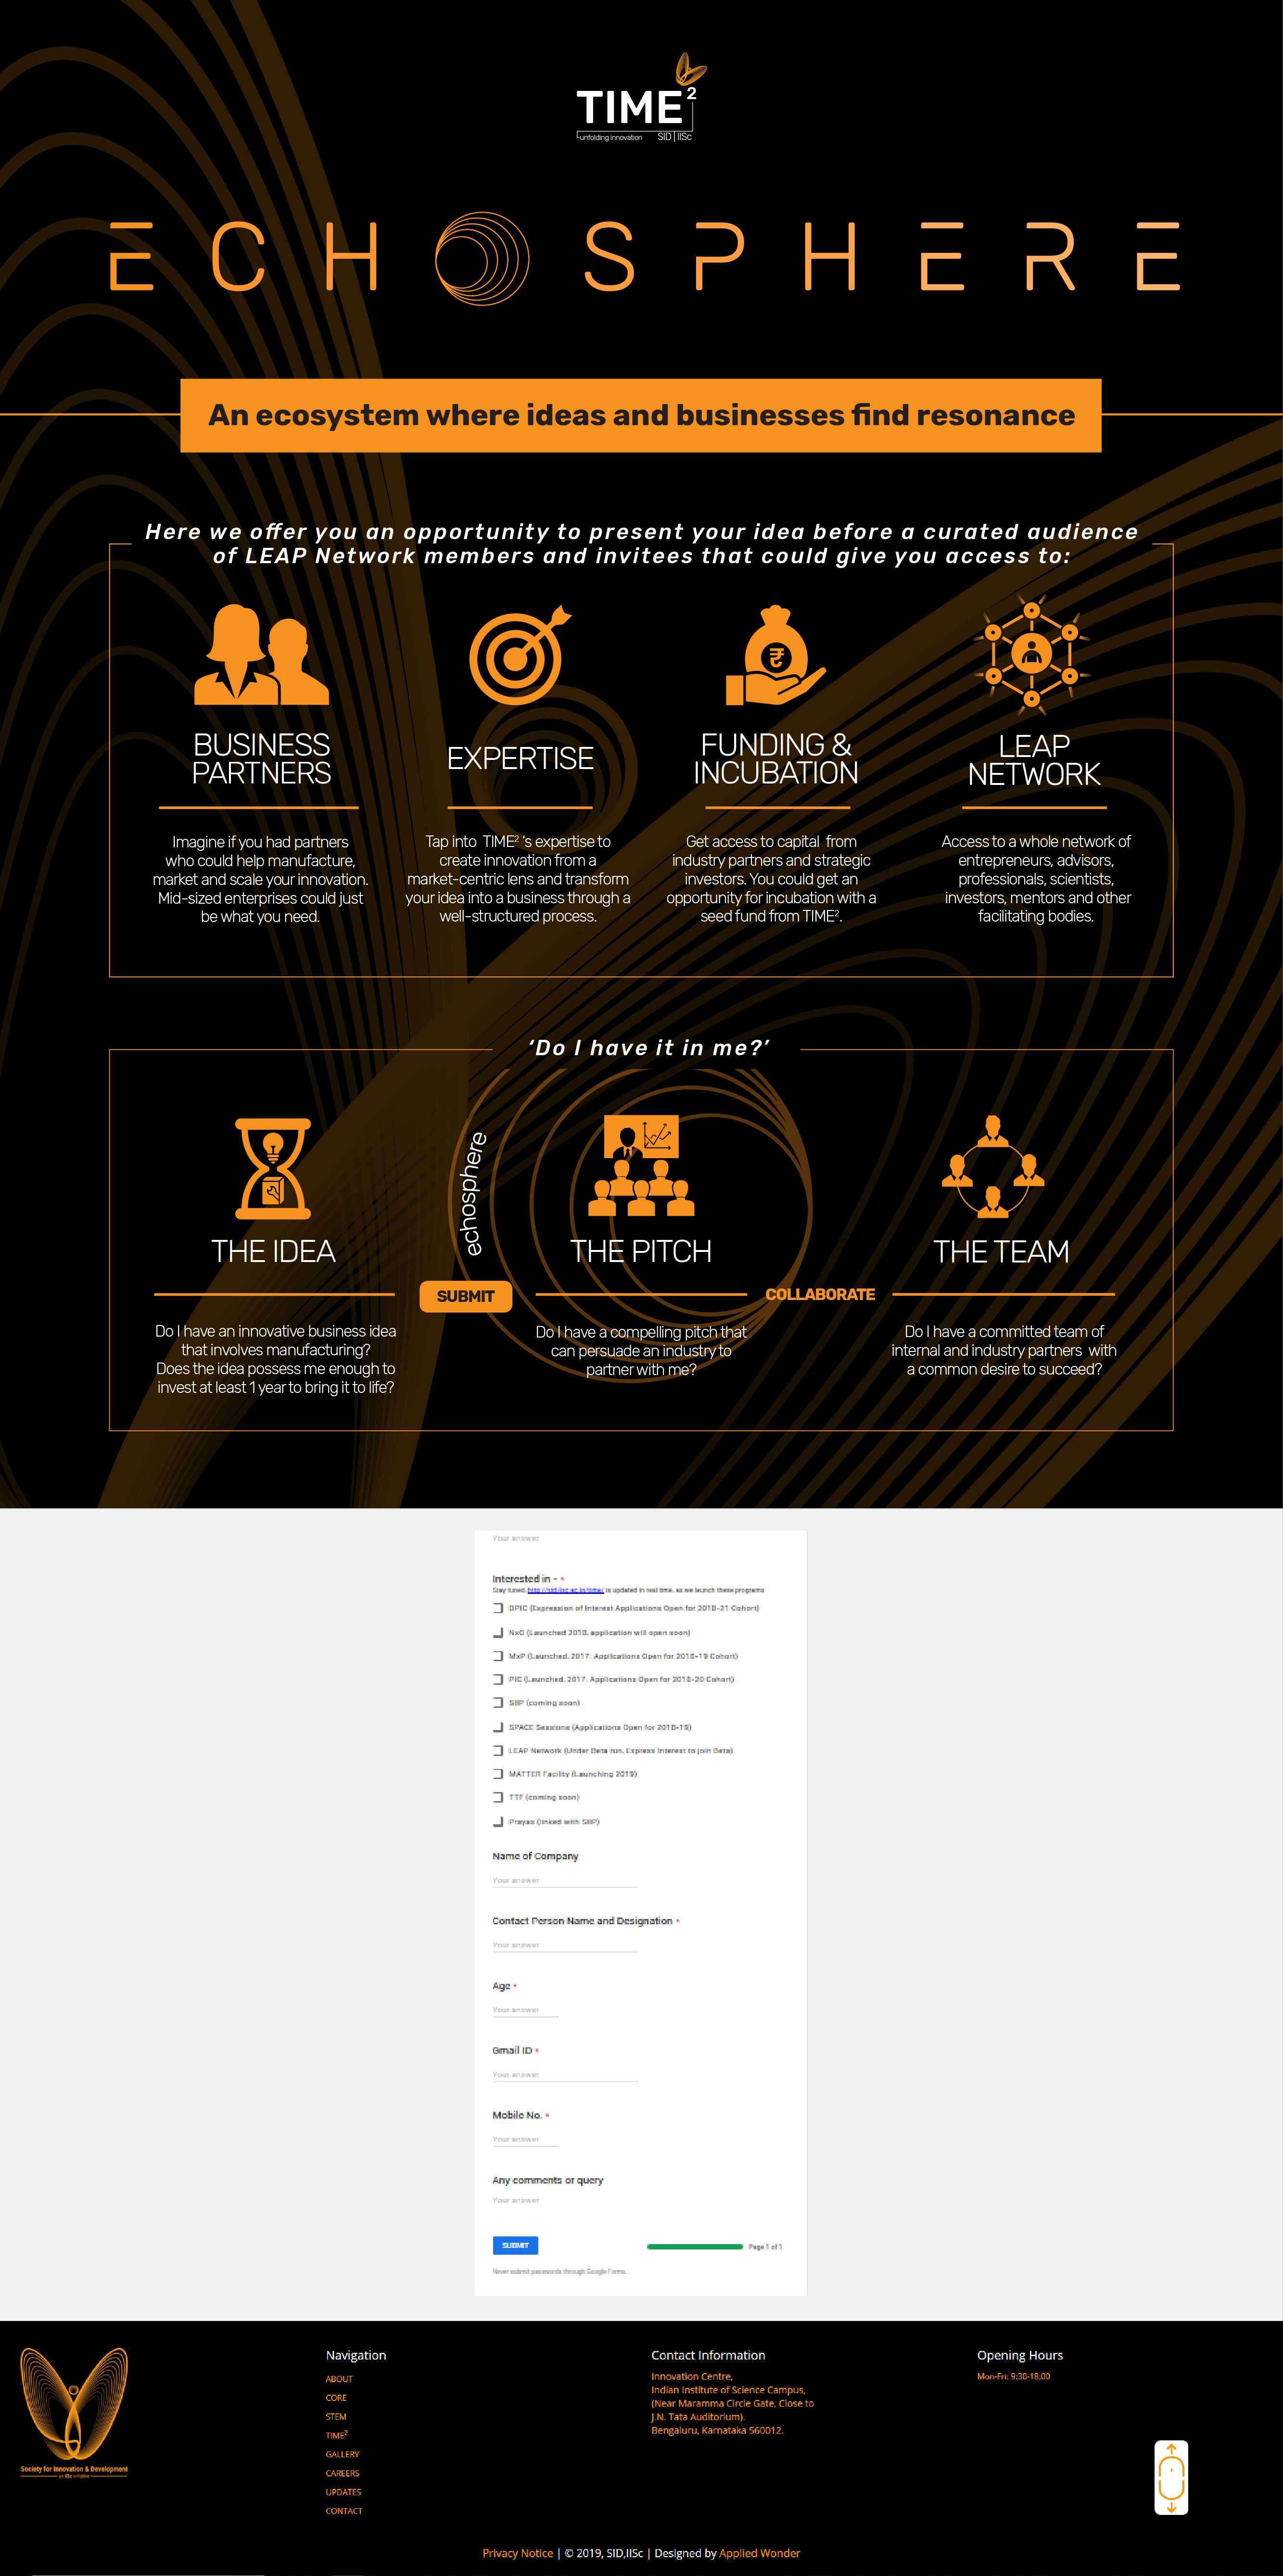 TIME²
unfolding innovation SID | IISc
ECHOSPHERE
An ecosystem where ideas and businesses find resonance
Here we offer you an opportunity to present your idea before a curated audience
of LEAP Network members and invitees that could give you access to:
BUSINESS
PARTNERS
Imagine if you had partners
who could help manufacture,
market and scale your innovation.
Mid-sized enterprises could just
be what you need.
EXPERTISE
Tap into TIME² 's expertise to
create innovation from a
market-centric lens and transform
your idea into a business through a
well-structured process.
FUNDING &
INCUBATION
Get access to capital from
industry partners and strategic
investors. You could get an
opportunity for incubation with a
seed fund from TIME².
LEAP
NETWORK
Access to a whole network of
entrepreneurs, advisors,
professionals, scientists,
investors, mentors and other
facilitating bodies.
'Do I have it in me?'
THE IDEA
Do I have an innovative business idea
that involves manufacturing?
Does the idea possess me enough to
invest at least 1 year to bring it to life?
echosphere
SUBMIT
THE PITCH
Do I have a compelling pitch that
can persuade an industry to
partner with me?
COLLABORATE
THE TEAM
Do I have a committed team of
internal and industry partners with
a common desire to succeed?
Your answer
Interested in - *
Stay tuned, http://sid.iisc.ac.in/time/ is updated in real time, as we launch these programs
OPIC (Expression of Interest Applications Open for 2018-21 Cohort)
NxG (Launched 2018, application will open soon)
MxP (Launched, 2017. Applications Open for 2018-19 Cohort)
PIC (Launched, 2017. Applications Open for 2018-20 Cohort)
SIIP (coming soon)
SPACE Sessions (Applications Open for 2018-19)
LEAP Network (Under Beta run, Express Interest to join Beta)
MATTER Facility (Launching 2019)
TTF (coming soon)
Prayas (linked with SIIP)
Name of Company
Your answer
Contact Person Name and Designation *
Your answer
Age *
Your answer
Gmail ID *
Your answer
Mobile No. *
Your answer
Any comments or query
Your answer
SUBMIT
Page 1 of 1
Never submit passwords through Google Forms.
Society for Innovation & Development
an IISc initiative
Navigation
ABOUT
CORE
STEM
TIME²
GALLERY
CAREERS
UPDATES
CONTACT
Contact Information
Innovation Centre,
Indian Institute of Science Campus,
(Near Maramma Circle Gate, Close to
J.N. Tata Auditorium).
Bengaluru, Karnataka 560012.
Opening Hours
Mon-Fri: 9:30-18:00
Privacy Notice | © 2019, SID,IISc | Designed by Applied Wonder